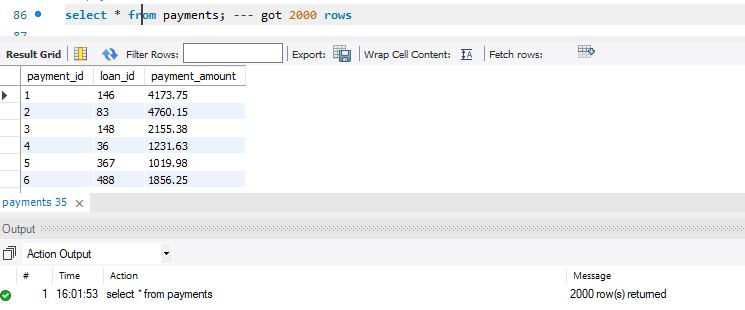 86 select * from payments; --- got 2000 rows
87
Result Grid Filter Rows: Export: Wrap Cell Content: Fetch rows:
payment_id loan_id payment_amount
1 146 4173.75
2 83 4760.15
3 148 2155.38
4 36 1231.63
5 367 1019.98
6 488 1856.25
payments 35 ×
Output
Action Output
# Time Action Message
1 16:01:53 select * from payments 2000 row(s) returned